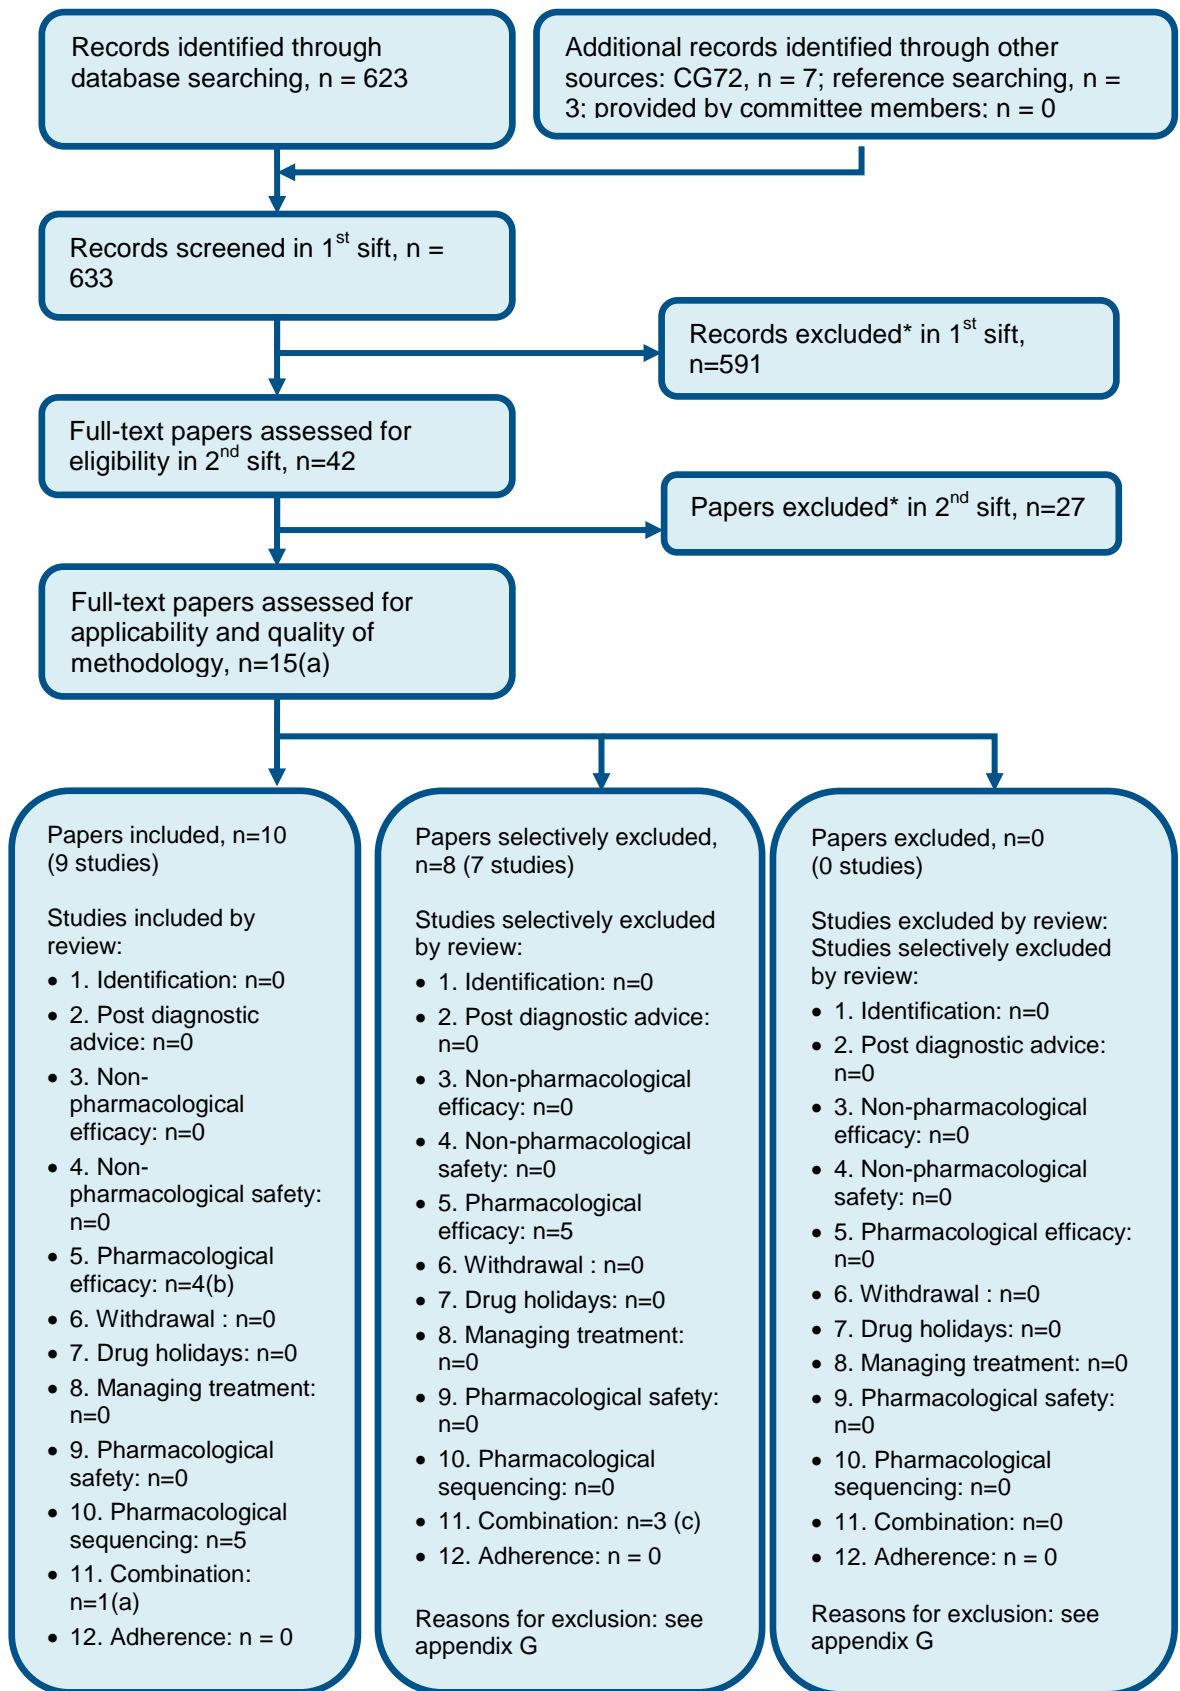 Records identified through
database searching, n = 623
Additional records identified through other
sources: CG72, n = 7; reference searching, n =
3; provided by committee members; n = 0
Records screened in 1st sift, n =
633
Records excluded* in 1st sift,
n=591
Full-text papers assessed for
eligibility in 2nd sift, n=42
Papers excluded* in 2nd sift, n=27
Full-text papers assessed for
applicability and quality of
methodology, n=15(a)
Papers included, n=10
(9 studies)
Studies included by
review:
• 1. Identification: n=0
• 2. Post diagnostic
advice: n=0
• 3. Non-
pharmacological
efficacy: n=0
• 4. Non-
pharmacological safety:
n=0
• 5. Pharmacological
efficacy: n=4(b)
• 6. Withdrawal : n=0
• 7. Drug holidays: n=0
• 8. Managing treatment:
n=0
• 9. Pharmacological
safety: n=0
• 10. Pharmacological
sequencing: n=5
• 11. Combination:
n=1(a)
• 12. Adherence: n = 0
Papers selectively excluded,
n=8 (7 studies)
Studies selectively excluded
by review:
• 1. Identification: n=0
• 2. Post diagnostic advice:
n=0
• 3. Non-pharmacological
efficacy: n=0
• 4. Non-pharmacological
safety: n=0
• 5. Pharmacological
efficacy: n=5
• 6. Withdrawal : n=0
• 7. Drug holidays: n=0
• 8. Managing treatment:
n=0
• 9. Pharmacological safety:
n=0
• 10. Pharmacological
sequencing: n=0
• 11. Combination: n=3 (c)
• 12. Adherence: n = 0
Reasons for exclusion: see
appendix G
Papers excluded, n=0
(0 studies)
Studies excluded by review:
Studies selectively excluded
by review:
• 1. Identification: n=0
• 2. Post diagnostic advice:
n=0
• 3. Non-pharmacological
efficacy: n=0
• 4. Non-pharmacological
safety: n=0
• 5. Pharmacological efficacy:
n=0
• 6. Withdrawal : n=0
• 7. Drug holidays: n=0
• 8. Managing treatment: n=0
• 9. Pharmacological safety:
n=0
• 10. Pharmacological
sequencing: n=0
• 11. Combination: n=0
• 12. Adherence: n = 0
Reasons for exclusion: see
appendix G